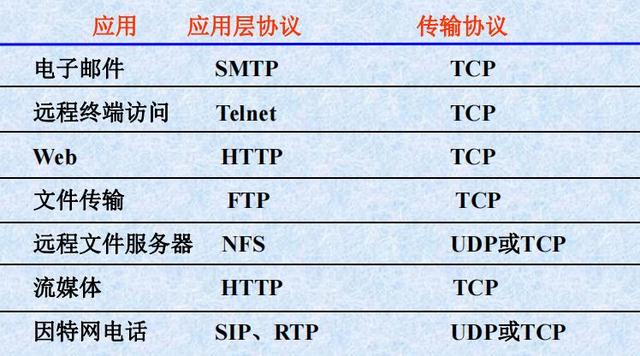 应用 应用层协议 传输协议
电子邮件 SMTP TCP
远程终端访问 Telnet TCP
Web HTTP TCP
文件传输 FTP TCP
远程文件服务器 NFS UDP或TCP
流媒体 HTTP TCP
因特网电话 SIP、RTP UDP或TCP